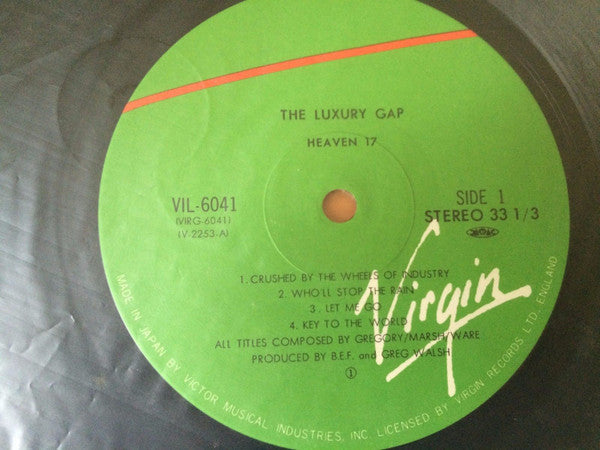 THE LUXURY GAP
HEAVEN 17
VIL-6041
(VIRG-6041)
(V-2253-A)
SIDE 1
STEREO 33 1/3
1. CRUSHED BY THE WHEELS OF INDUSTRY
2. WHO'LL STOP THE RAIN
3. LET ME GO
4. KEY TO THE WORLD
ALL TITLES COMPOSED BY GREGORY/MARSH/WARE
PRODUCED BY B.E.F. and GREG WALSH
1
Virgin
MADE IN JAPAN BY VICTOR MUSICAL INDUSTRIES, INC. LICENSED BY VIRGIN RECORDS LTD. ENGLAND